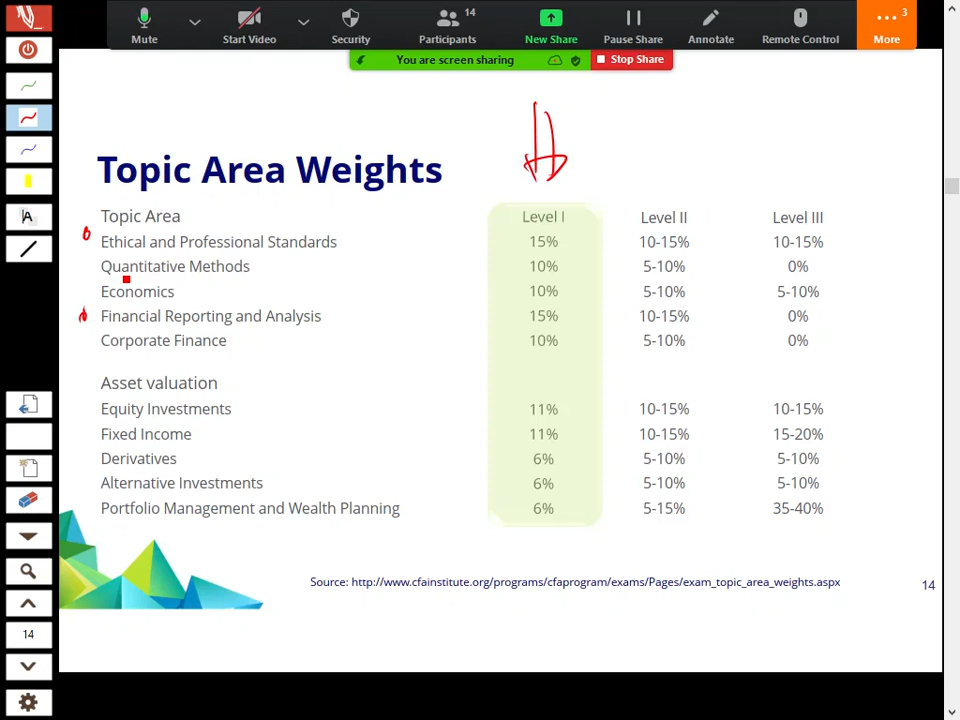 Mute Start Video Security Participants 14 New Share Pause Share Annotate Remote Control More 3
You are screen sharing Stop Share
Topic Area Weights
Topic Area Level I Level II Level III
Ethical and Professional Standards 15% 10-15% 10-15%
Quantitative Methods 10% 5-10% 0%
Economics 10% 5-10% 5-10%
Financial Reporting and Analysis 15% 10-15% 0%
Corporate Finance 10% 5-10% 0%
Asset valuation
Equity Investments 11% 10-15% 10-15%
Fixed Income 11% 10-15% 15-20%
Derivatives 6% 5-10% 5-10%
Alternative Investments 6% 5-10% 5-10%
Portfolio Management and Wealth Planning 6% 5-15% 35-40%
Source: http://www.cfainstitute.org/programs/cfaprogram/exams/Pages/exam_topic_area_weights.aspx
14
A
14